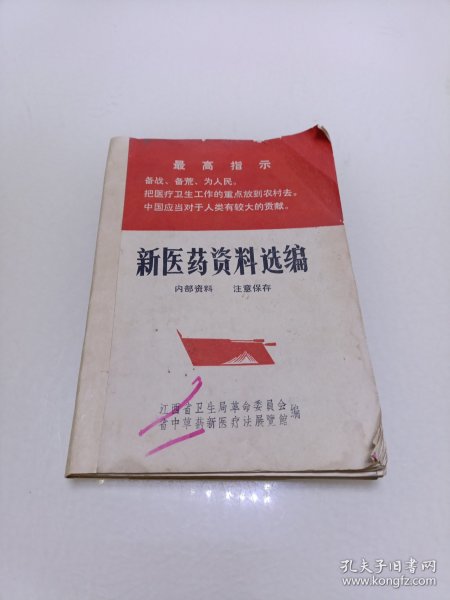 最高指示
备战、备荒、为人民。
把医疗卫生工作的重点放到农村去。
中国应当对于人类有较大的贡献。
新医药资料选编
内部资料 注意保存
江西省卫生局革命委员会
省中草药新医疗法展覽館 编
孔夫子旧书网
www.kongfz.com